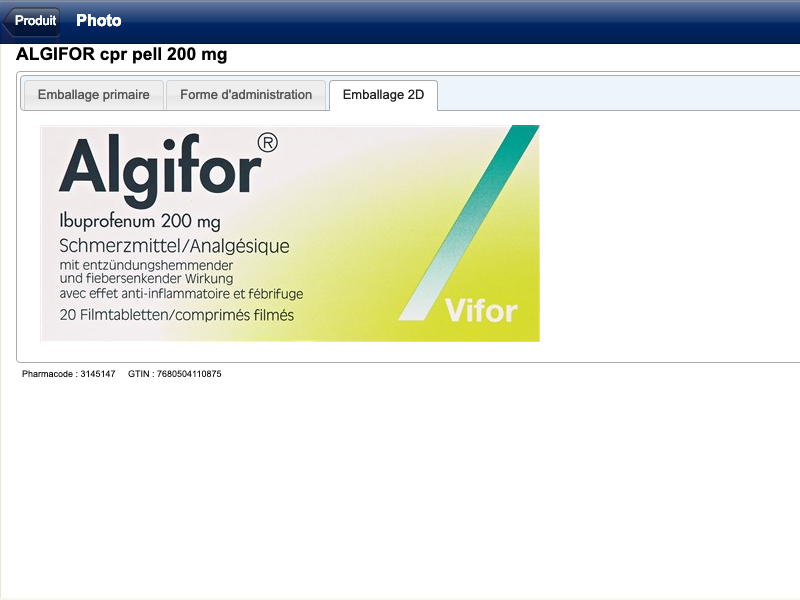 Produit Photo
ALGIFOR cpr pell 200 mg
Emballage primaire Forme d'administration Emballage 2D
Algifor®
Ibuprofenum 200 mg
Schmerzmittel/Analgésique
mit entzündungshemmender
und fiebersenkender Wirkung
avec effet anti-inflammatoire et fébrifuge
20 Filmtabletten/comprimés filmés
Vifor
Pharmacode : 3145147 GTIN : 7680504110875